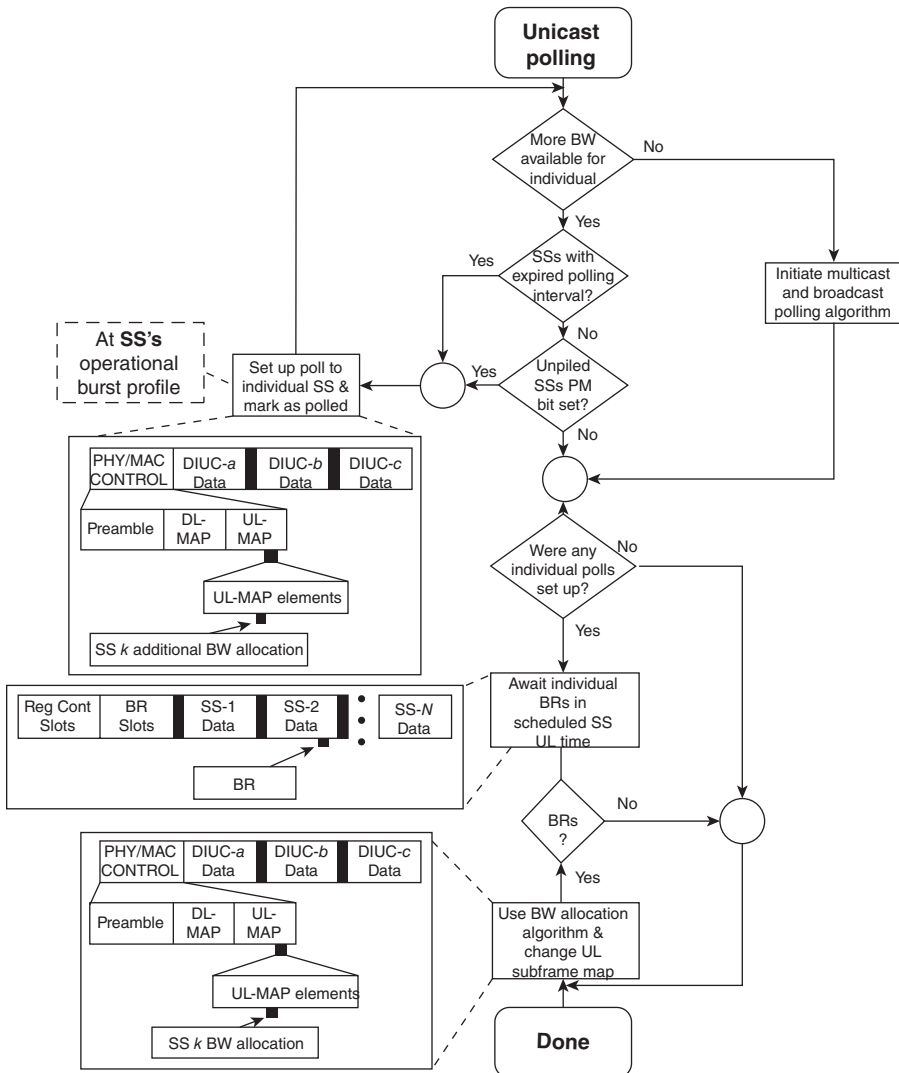 Unicast
polling
More BW
available for
individual
No
Yes
SSs with
expired polling
interval?
Yes
No
Initiate multicast
and broadcast
polling algorithm
At SS's
operational
burst profile
Set up poll to
individual SS &
mark as polled
Yes
Unpiled
SSs PM
bit set?
No
PHY/MAC
CONTROL
DIUC-a
Data
DIUC-b
Data
DIUC-c
Data
Preamble
DL-
MAP
UL-
MAP
UL-MAP elements
SS k additional BW allocation
Were any
individual polls
set up?
No
Yes
Reg Cont
Slots
BR
Slots
SS-1
Data
SS-2
Data
SS-N
Data
BR
Await individual
BRs in
scheduled SS
UL time
BRs
?
No
Yes
PHY/MAC
CONTROL
DIUC-a
Data
DIUC-b
Data
DIUC-c
Data
Preamble
DL-
MAP
UL-
MAP
UL-MAP elements
SS k BW allocation
Use BW allocation
algorithm &
change UL
subframe map
Done